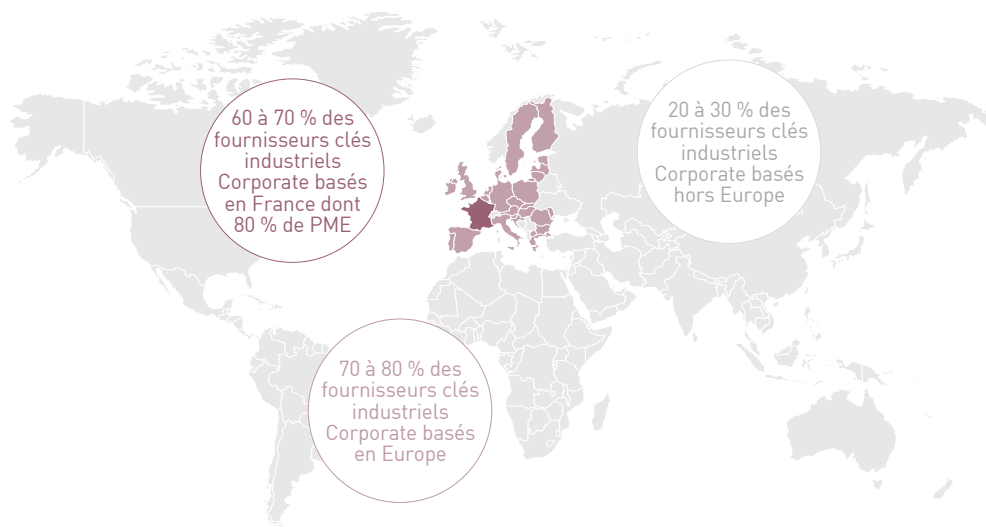 60 à 70 % des
fournisseurs clés
industriels
Corporate basés
en France dont
80 % de PME
20 à 30 % des
fournisseurs clés
industriels
Corporate basés
hors Europe
70 à 80 % des
fournisseurs clés
industriels
Corporate basés
en Europe